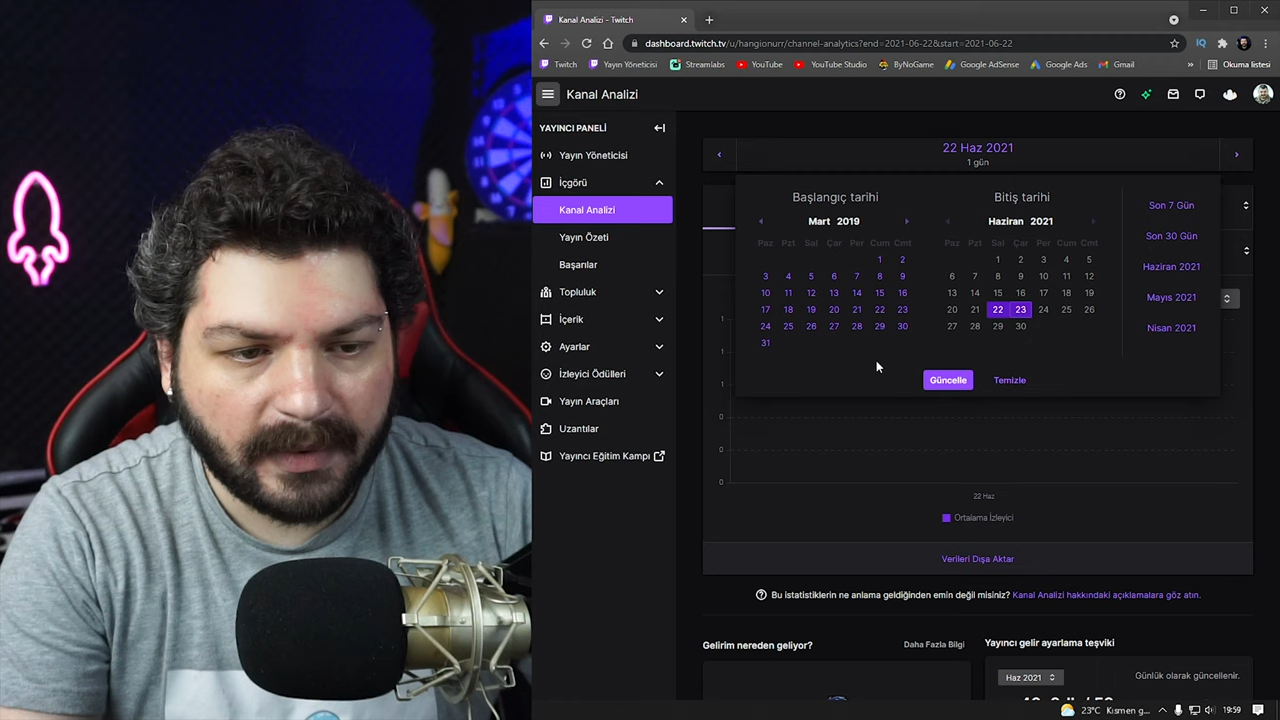 Kanal Analizi - Twitch
dashboard.twitch.tv/u/hangionurr/channel-analytics?end=2021-06-22&start=2021-06-22
Twitch Yayın Yöneticisi Streamlabs YouTube YouTube Studio ByNoGame Google AdSense Google Ads Gmail » Okuma listesi
Kanal Analizi
YAYINCI PANELİ
Yayın Yöneticisi
İçgörü
Kanal Analizi
Yayın Özeti
Başarılar
Topluluk
İçerik
Ayarlar
İzleyici Ödülleri
Yayın Araçları
Uzantılar
Yayıncı Eğitim Kampı
22 Haz 2021
1 gün
Başlangıç tarihi
Mart 2019
Paz Pzt Sal Çar Per Cum Cmt
1 2
3 4 5 6 7 8 9
10 11 12 13 14 15 16
17 18 19 20 21 22 23
24 25 26 27 28 29 30
31
Bitiş tarihi
Haziran 2021
Paz Pzt Sal Çar Per Cum Cmt
1 2 3 4 5
6 7 8 9 10 11 12
13 14 15 16 17 18 19
20 21 22 23 24 25 26
27 28 29 30
Son 7 Gün
Son 30 Gün
Haziran 2021
Mayıs 2021
Nisan 2021
Güncelle Temizle
1
1
1
0
0
0
22 Haz
Ortalama İzleyici
Verileri Dışa Aktar
Bu istatistiklerin ne anlama geldiğinden emin değil misiniz? Kanal Analizi hakkındaki açıklamalara göz atın.
Gelirim nereden geliyor? Daha Fazla Bilgi
Yayıncı gelir ayarlama teşviki
Haz 2021 Günlük olarak güncellenir.
23°C Kısmen g... 19:59